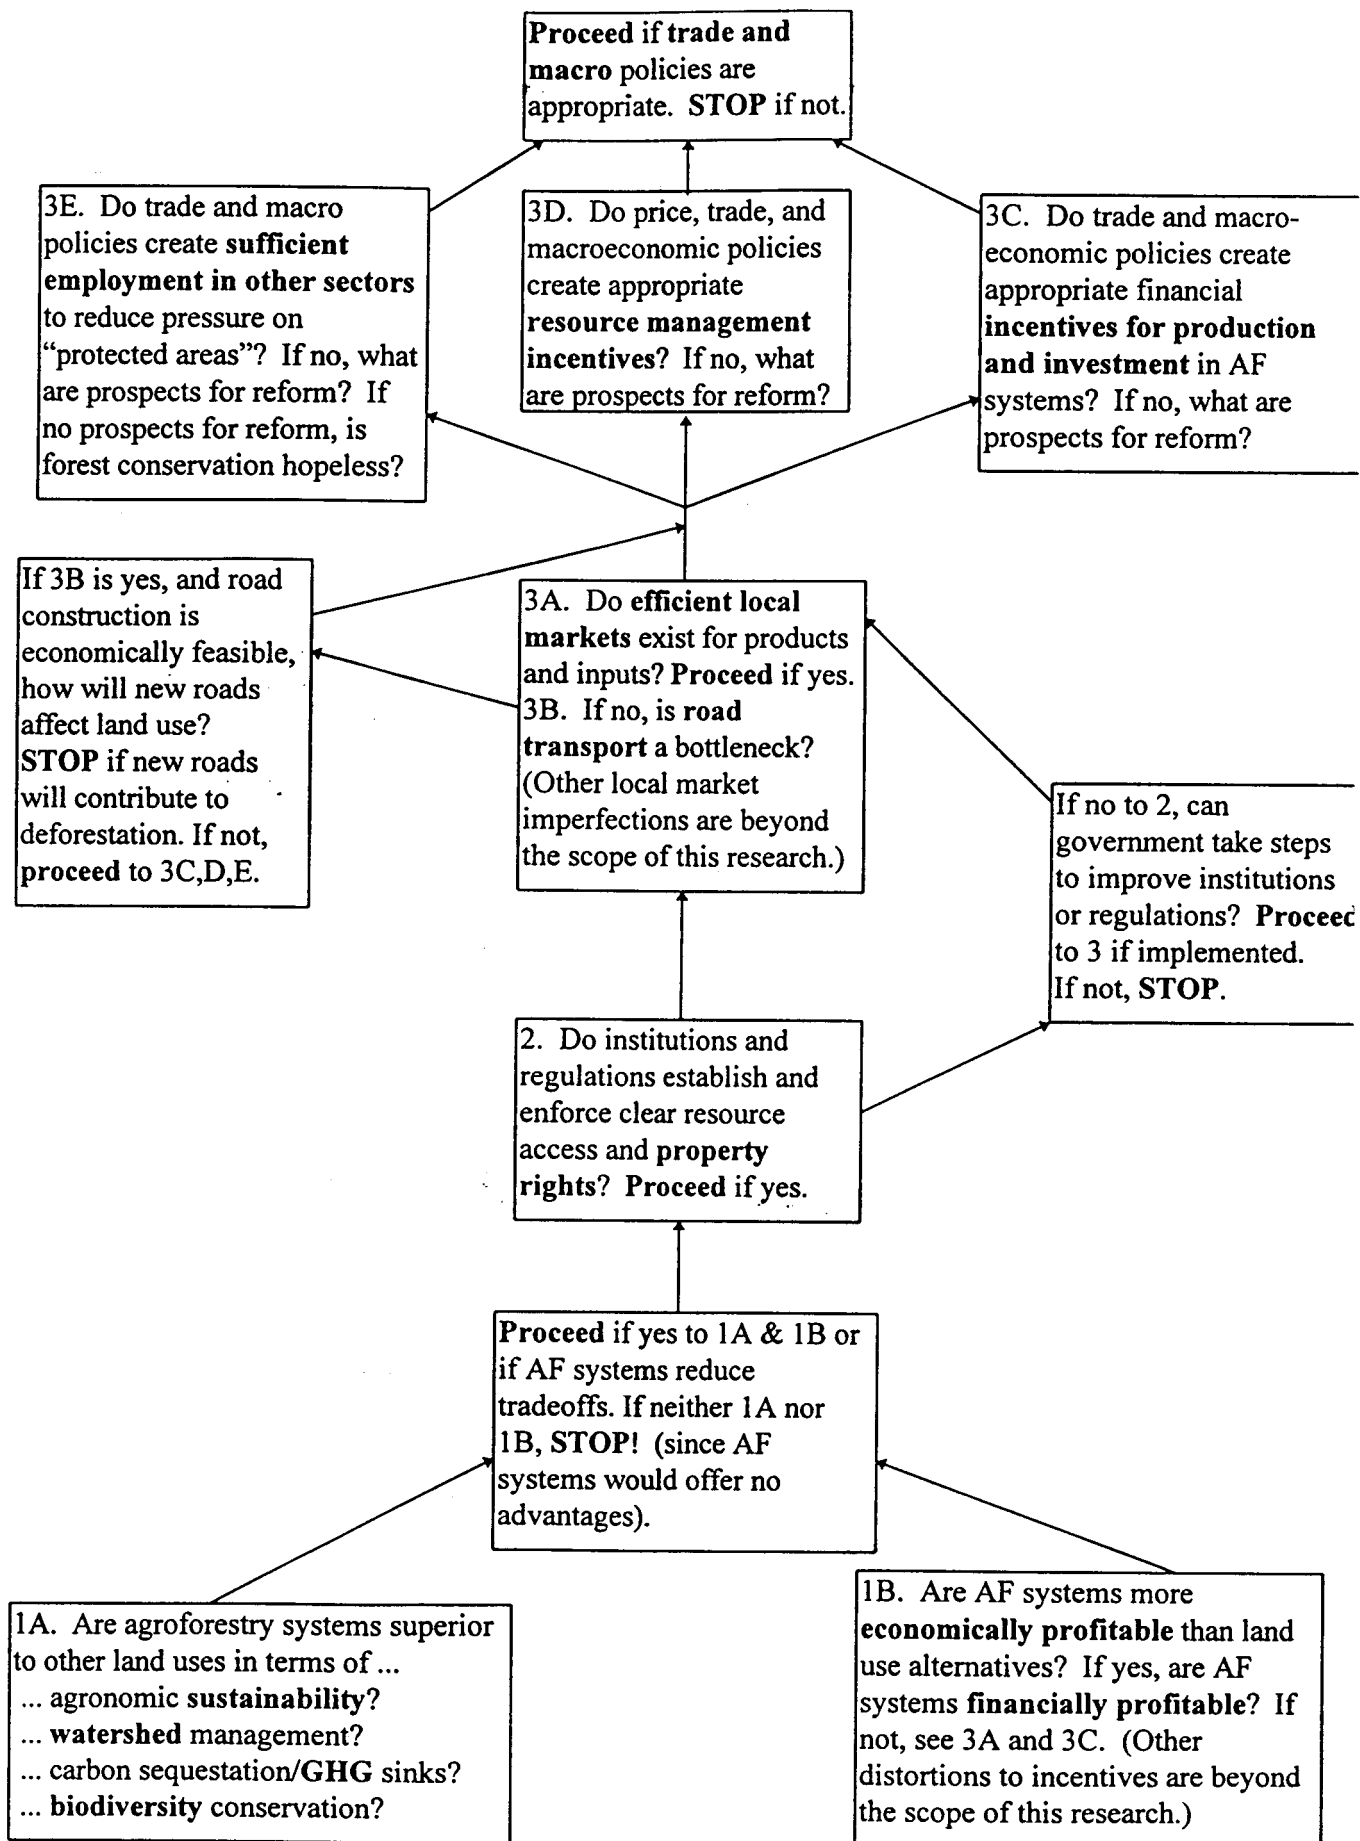 Proceed if trade and
macro policies are
appropriate. STOP if not.
3E. Do trade and macro
policies create sufficient
employment in other sectors
to reduce pressure on
“protected areas”? If no, what
are prospects for reform? If
no prospects for reform, is
forest conservation hopeless?
3D. Do price, trade, and
macroeconomic policies
create appropriate
resource management
incentives? If no, what
are prospects for reform?
3C. Do trade and macro-
economic policies create
appropriate financial
incentives for production
and investment in AF
systems? If no, what are
prospects for reform?
If 3B is yes, and road
construction is
economically feasible,
how will new roads
affect land use?
STOP if new roads
will contribute to
deforestation. If not,
proceed to 3C,D,E.
3A. Do efficient local
markets exist for products
and inputs? Proceed if yes.
3B. If no, is road
transport a bottleneck?
(Other local market
imperfections are beyond
the scope of this research.)
If no to 2, can
government take steps
to improve institutions
or regulations? Proceed
to 3 if implemented.
If not, STOP.
2. Do institutions and
regulations establish and
enforce clear resource
access and property
rights? Proceed if yes.
Proceed if yes to 1A & 1B or
if AF systems reduce
tradeoffs. If neither 1A nor
1B, STOP! (since AF
systems would offer no
advantages).
1A. Are agroforestry systems superior
to other land uses in terms of ...
... agronomic sustainability?
... watershed management?
... carbon sequestation/GHG sinks?
... biodiversity conservation?
1B. Are AF systems more
economically profitable than land
use alternatives? If yes, are AF
systems financially profitable? If
not, see 3A and 3C. (Other
distortions to incentives are beyond
the scope of this research.)